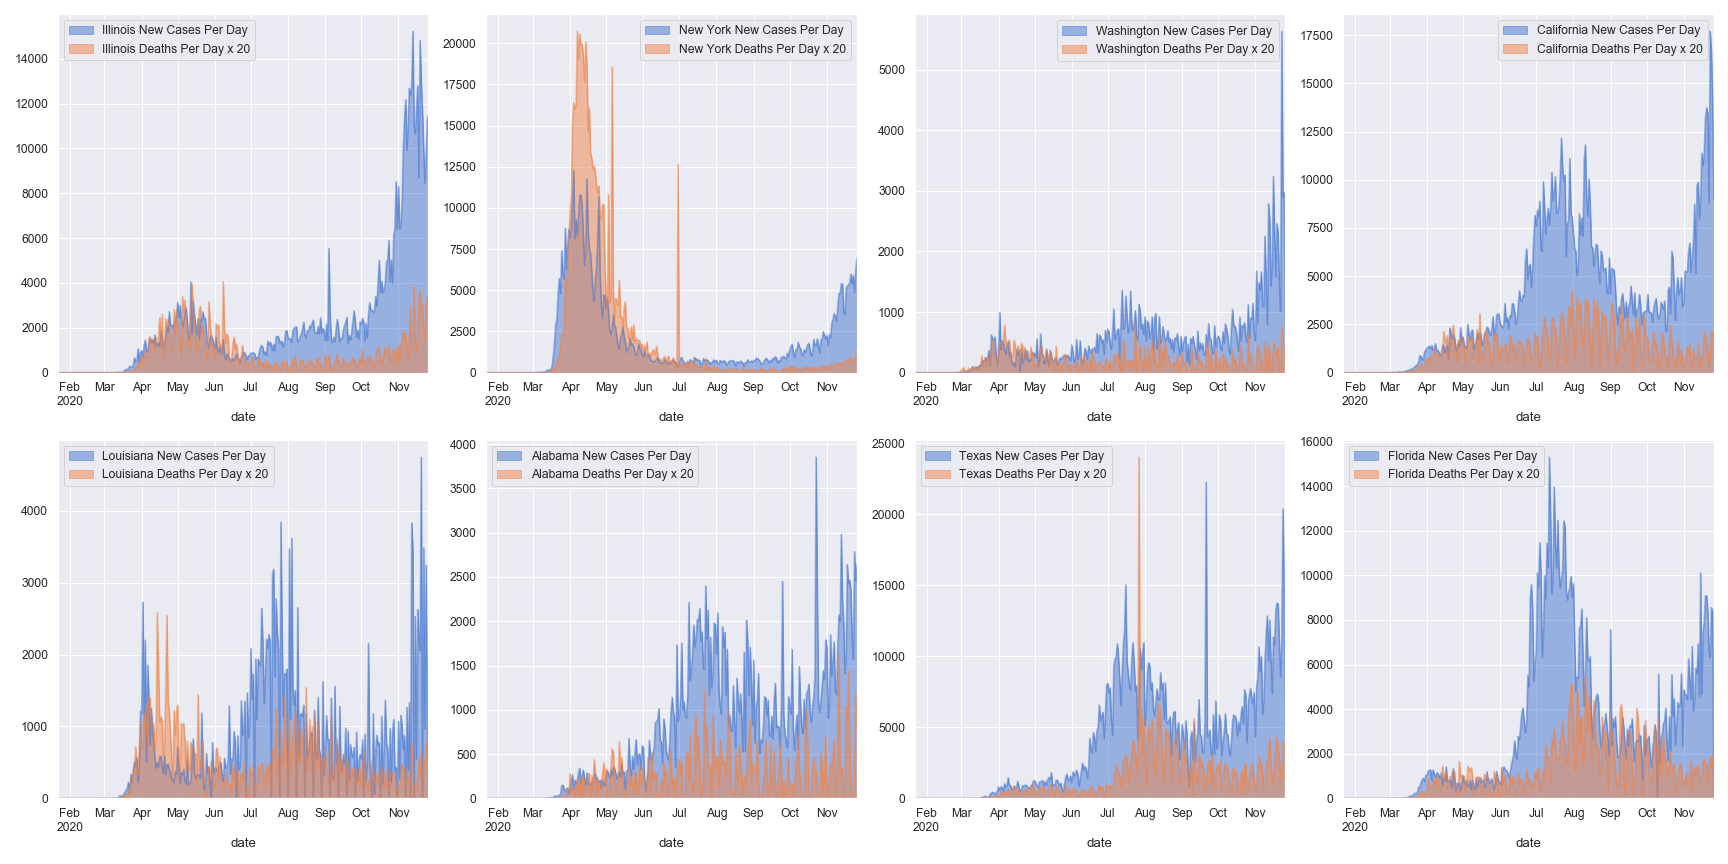 Illinois New Cases Per Day
Illinois Deaths Per Day x 20
14000
12000
10000
8000
6000
4000
2000
0
Feb Mar Apr May Jun Jul Aug Sep Oct Nov
2020
date
New York New Cases Per Day
New York Deaths Per Day x 20
20000
17500
15000
12500
10000
7500
5000
2500
0
Feb Mar Apr May Jun Jul Aug Sep Oct Nov
2020
date
Washington New Cases Per Day
Washington Deaths Per Day x 20
5000
4000
3000
2000
1000
0
Feb Mar Apr May Jun Jul Aug Sep Oct Nov
2020
date
California New Cases Per Day
California Deaths Per Day x 20
17500
15000
12500
10000
7500
5000
2500
0
Feb Mar Apr May Jun Jul Aug Sep Oct Nov
2020
date
Louisiana New Cases Per Day
Louisiana Deaths Per Day x 20
4000
3000
2000
1000
0
Feb Mar Apr May Jun Jul Aug Sep Oct Nov
2020
date
Alabama New Cases Per Day
Alabama Deaths Per Day x 20
4000
3500
3000
2500
2000
1500
1000
500
0
Feb Mar Apr May Jun Jul Aug Sep Oct Nov
2020
date
Texas New Cases Per Day
Texas Deaths Per Day x 20
25000
20000
15000
10000
5000
0
Feb Mar Apr May Jun Jul Aug Sep Oct Nov
2020
date
Florida New Cases Per Day
Florida Deaths Per Day x 20
16000
14000
12000
10000
8000
6000
4000
2000
0
Feb Mar Apr May Jun Jul Aug Sep Oct Nov
2020
date